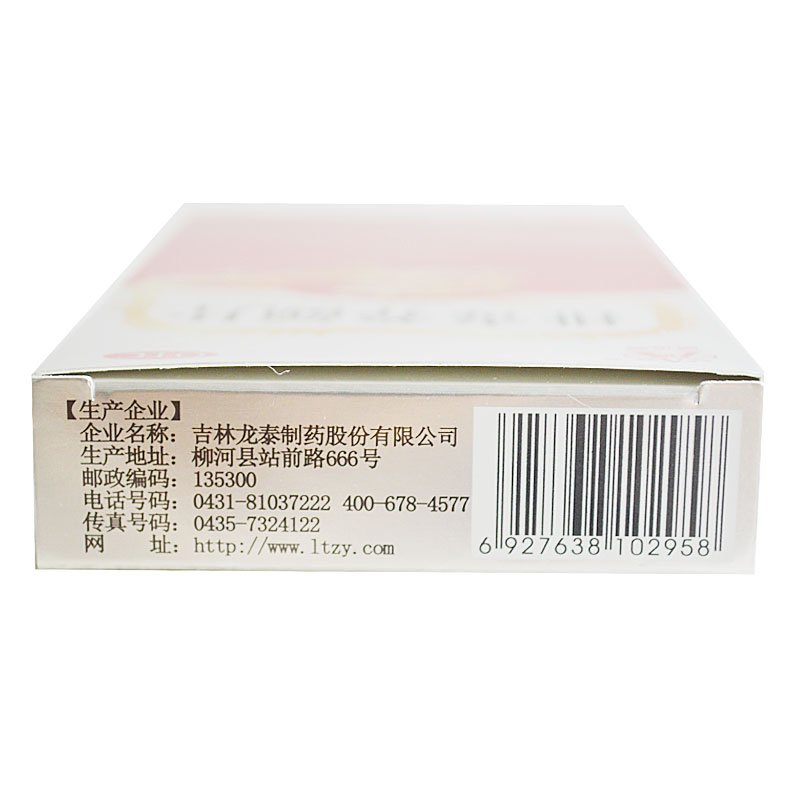 【生产企业】
企业名称：吉林龙泰制药股份有限公司
生产地址：柳河县站前路666号
邮政编码：135300
电话号码：0431-81037222 400-678-4577
传真号码：0435-7324122
网 址：http://www.ltzy.com
6 927638 102958